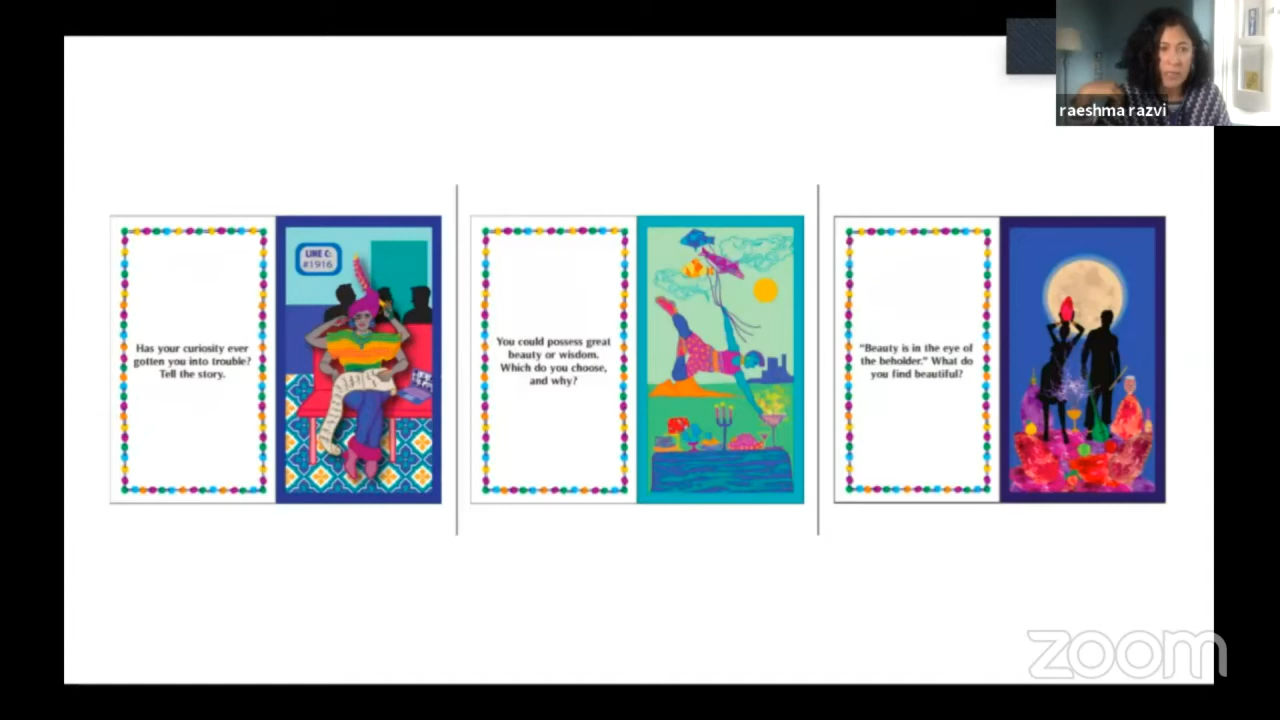 raeshma razvi
LINE C:
#1916
Has your curiosity ever
gotten you into trouble?
Tell the story.
You could possess great
beauty or wisdom.
Which do you choose,
and why?
"Beauty is in the eye of
the beholder." What do
you find beautiful?
zoom